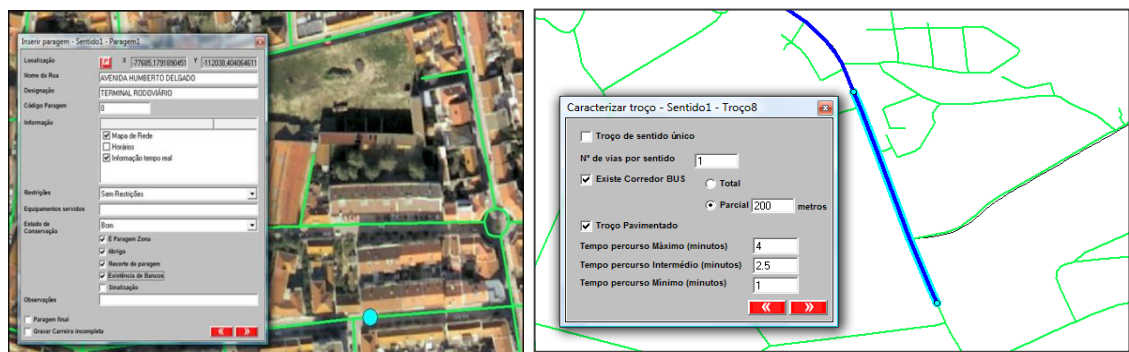 Inserir paragem - Sentido1 - Paragem1
Localização X -77685,1791890451 Y -112038,404064611
Nome da Rua AVENIDA HUMBERTO DELGADO
Designação TERMINAL RODOVIÁRIO
Código Paragem 0
Informação
Mapa de Rede
Horários
Informação tempo real
Restrições Sem Restrições
Equipamentos servidos
Estado de Conservação Bom
É Paragem Zona
Abrigo
Recorte de paragem
Existência de Bancos
Sinalização
Observações
Paragem final
Gravar Carreira incompleta
Caracterizar troço - Sentido1 - Troço8
Troço de sentido único
Nº de vias por sentido 1
Existe Corredor BUS Total
Parcial 200 metros
Troço Pavimentado
Tempo percurso Máximo (minutos) 4
Tempo percurso Intermédio (minutos) 2.5
Tempo percurso Mínimo (minutos) 1